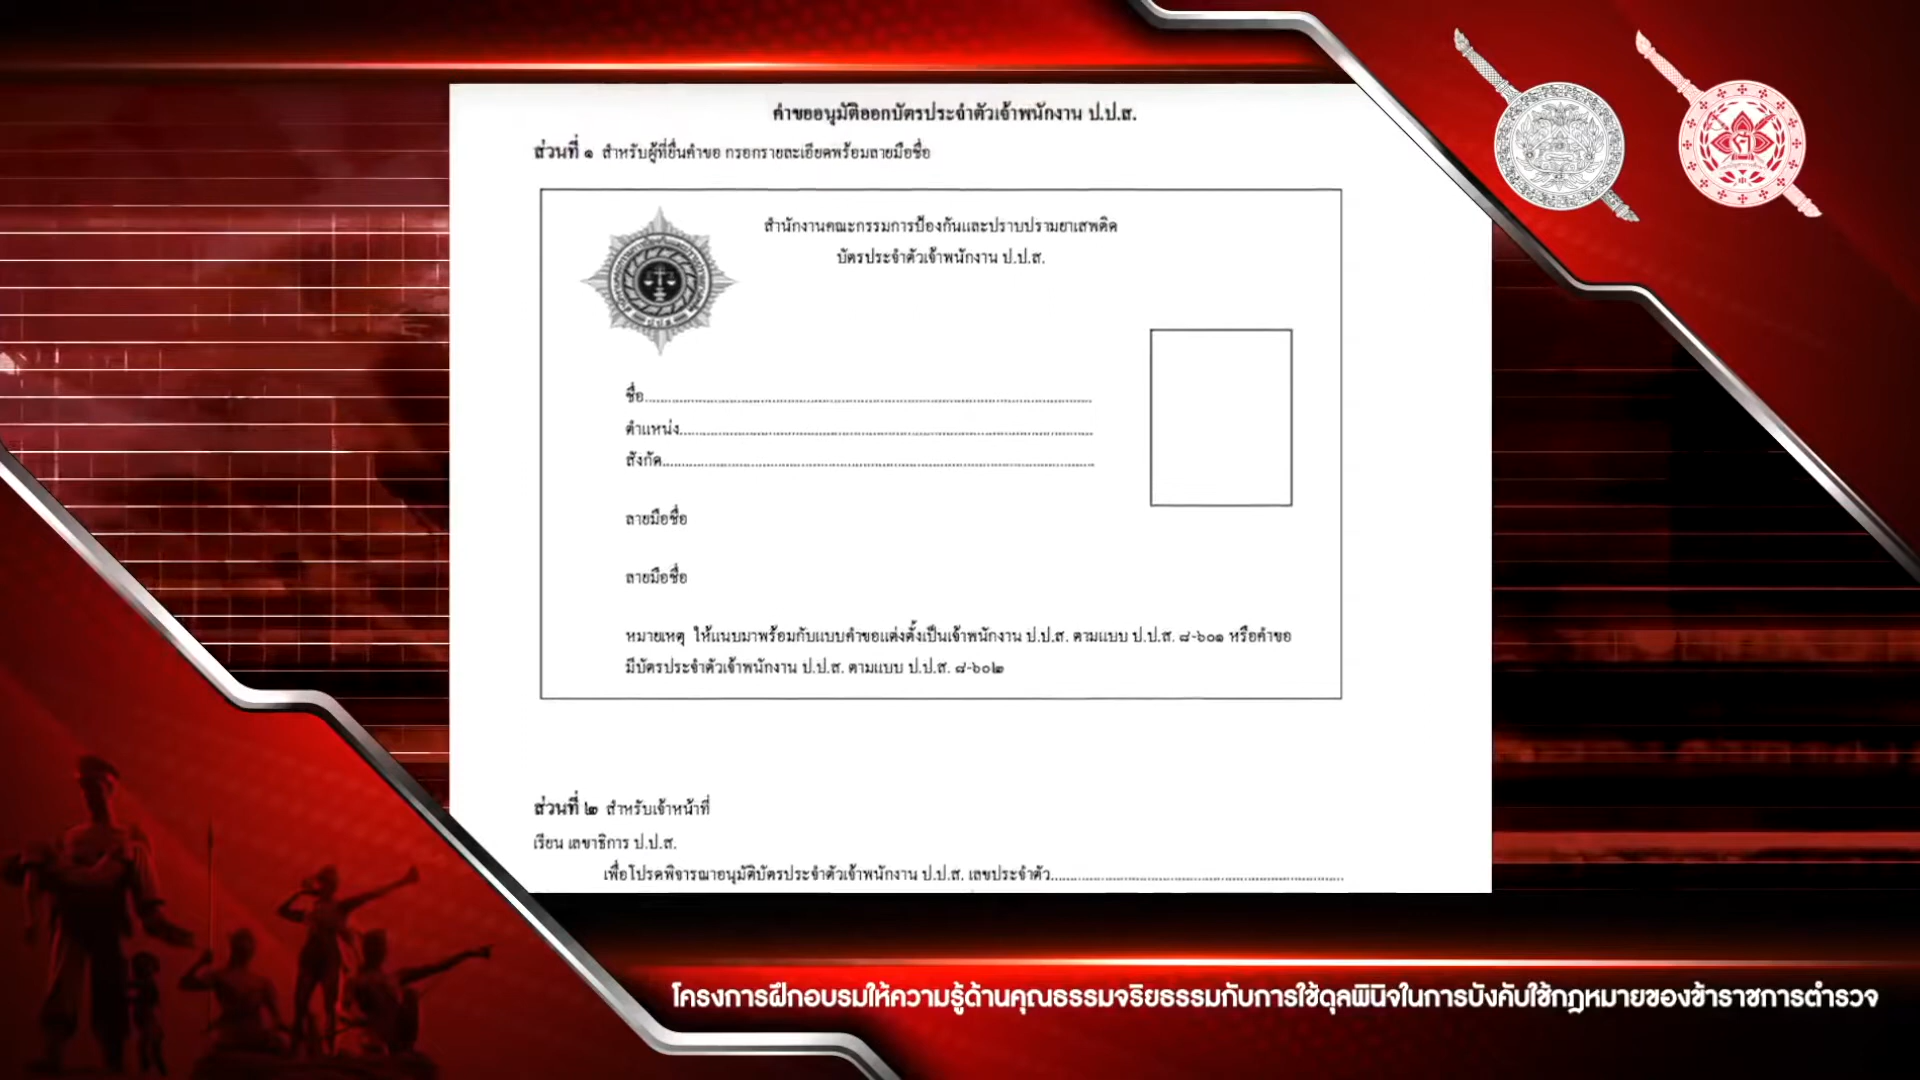 คำขออนุมัติออกบัตรประจำตัวเจ้าพนักงาน ป.ป.ส.
ส่วนที่ ๑ สำหรับผู้ที่ยื่นคำขอ กรอกรายละเอียดพร้อมลายมือชื่อ
สำนักงานคณะกรรมการป้องกันและปราบปรามยาเสพติด
บัตรประจำตัวเจ้าพนักงาน ป.ป.ส.
ชื่อ
ตำแหน่ง
สังกัด
ลายมือชื่อ
ลายมือชื่อ
หมายเหตุ ให้แนบมาพร้อมกับแบบคำขอแต่งตั้งเป็นเจ้าพนักงาน ป.ป.ส. ตามแบบ ป.ป.ส. ๘-๖๐๑ หรือคำขอ
มีบัตรประจำตัวเจ้าพนักงาน ป.ป.ส. ตามแบบ ป.ป.ส. ๘-๖๐๒
ส่วนที่ ๒ สำหรับเจ้าหน้าที่
เรียน เลขาธิการ ป.ป.ส.
เพื่อโปรดพิจารณาอนุมัติบัตรประจำตัวเจ้าพนักงาน ป.ป.ส. เลขประจำตัว
โครงการฝึกอบรมให้ความรู้ด้านคุณธรรมจริยธรรมกับการใช้ดุลพินิจในการบังคับใช้กฎหมายของข้าราชการตำรวจ